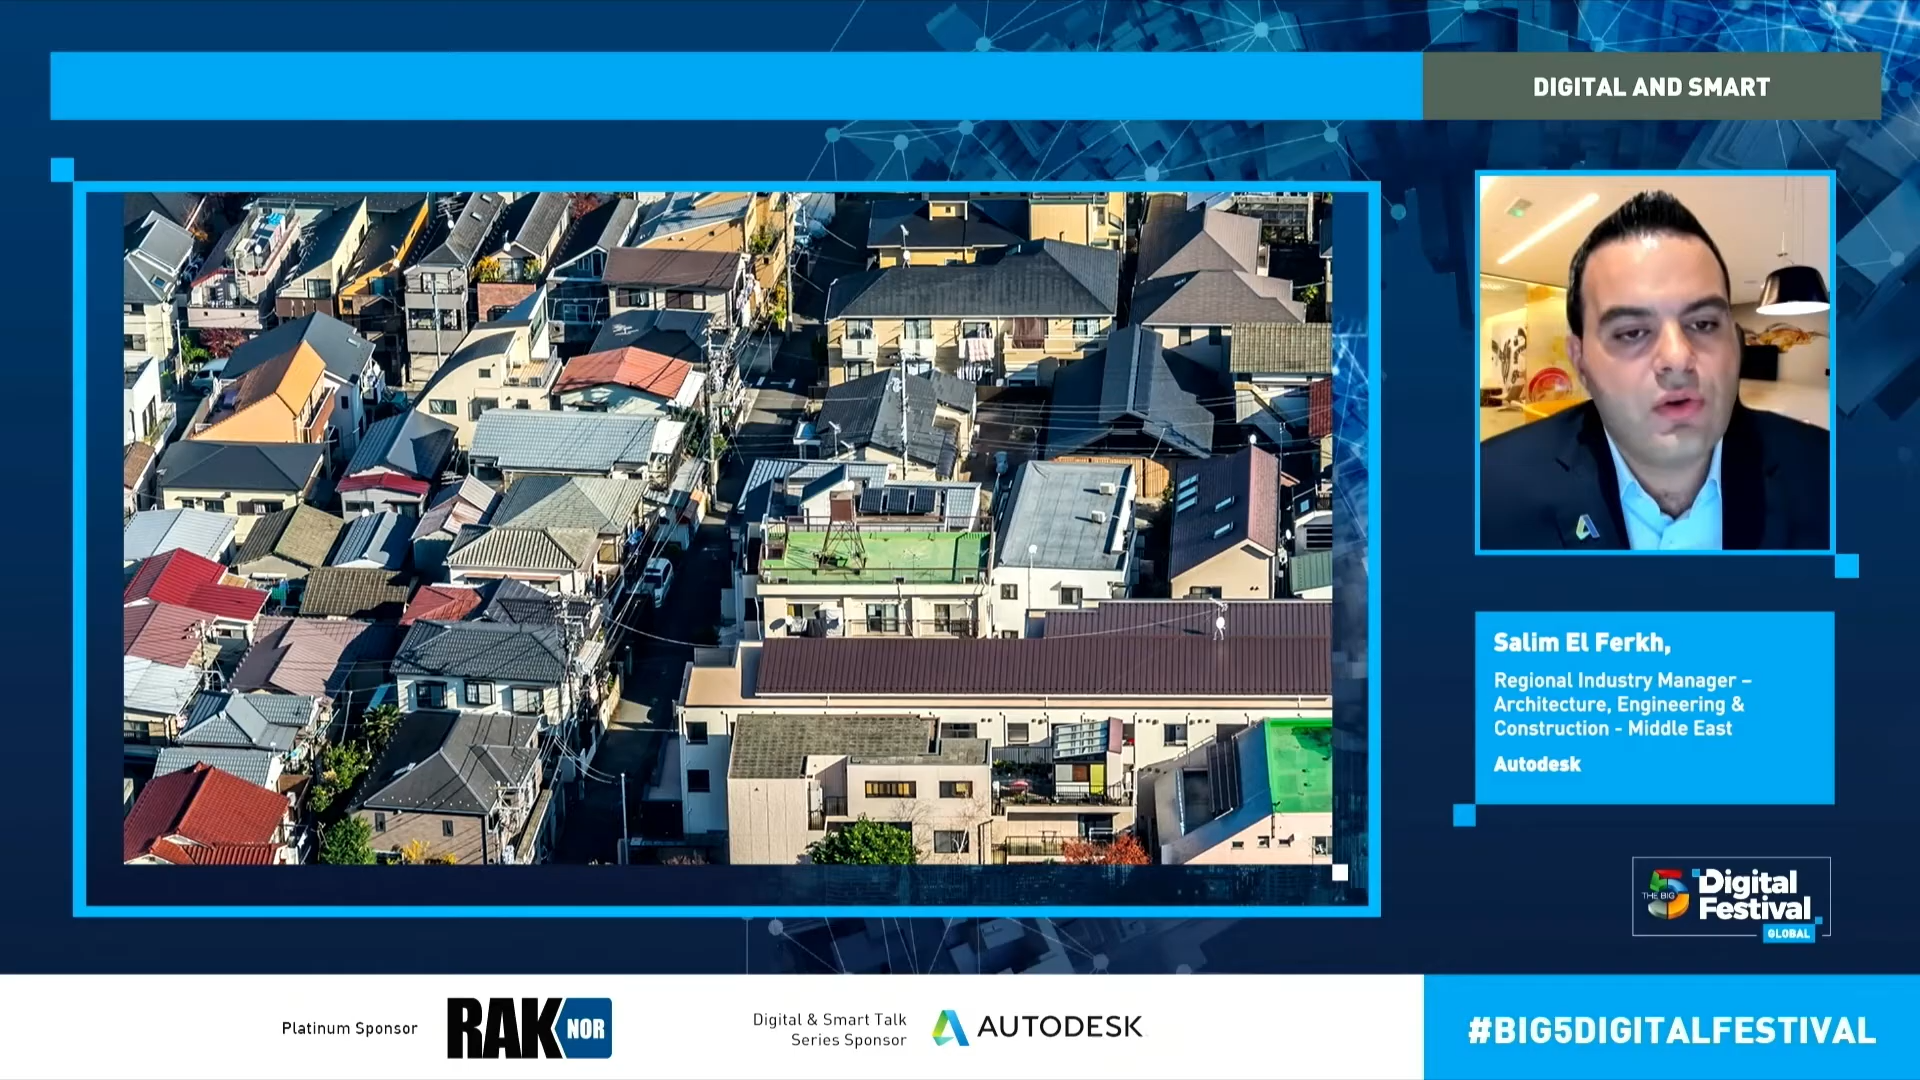 DIGITAL AND SMART
Salim El Ferkh,
Regional Industry Manager –
Architecture, Engineering &
Construction - Middle East
Autodesk
THE BIG 5
Digital
Festival
GLOBAL
Platinum Sponsor
RAK NOR
Digital & Smart Talk
Series Sponsor
AUTODESK
#BIG5DIGITALFESTIVAL